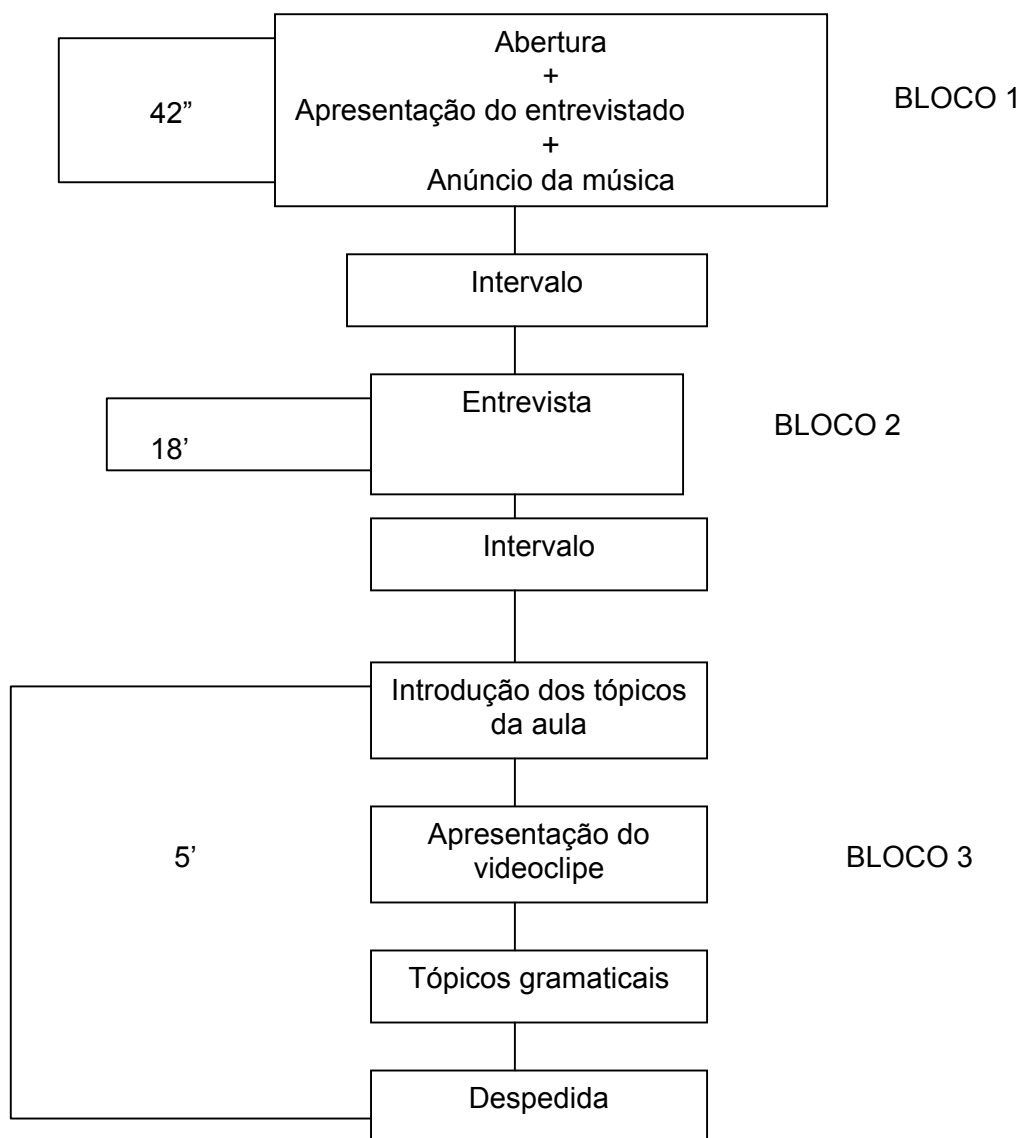 Abertura
+
42” Apresentação do entrevistado BLOCO 1
+
Anúncio da música
Intervalo
Entrevista
18’ BLOCO 2
Intervalo
Introdução dos tópicos
da aula
Apresentação do
videoclipe
5’ BLOCO 3
Tópicos gramaticais
Despedida